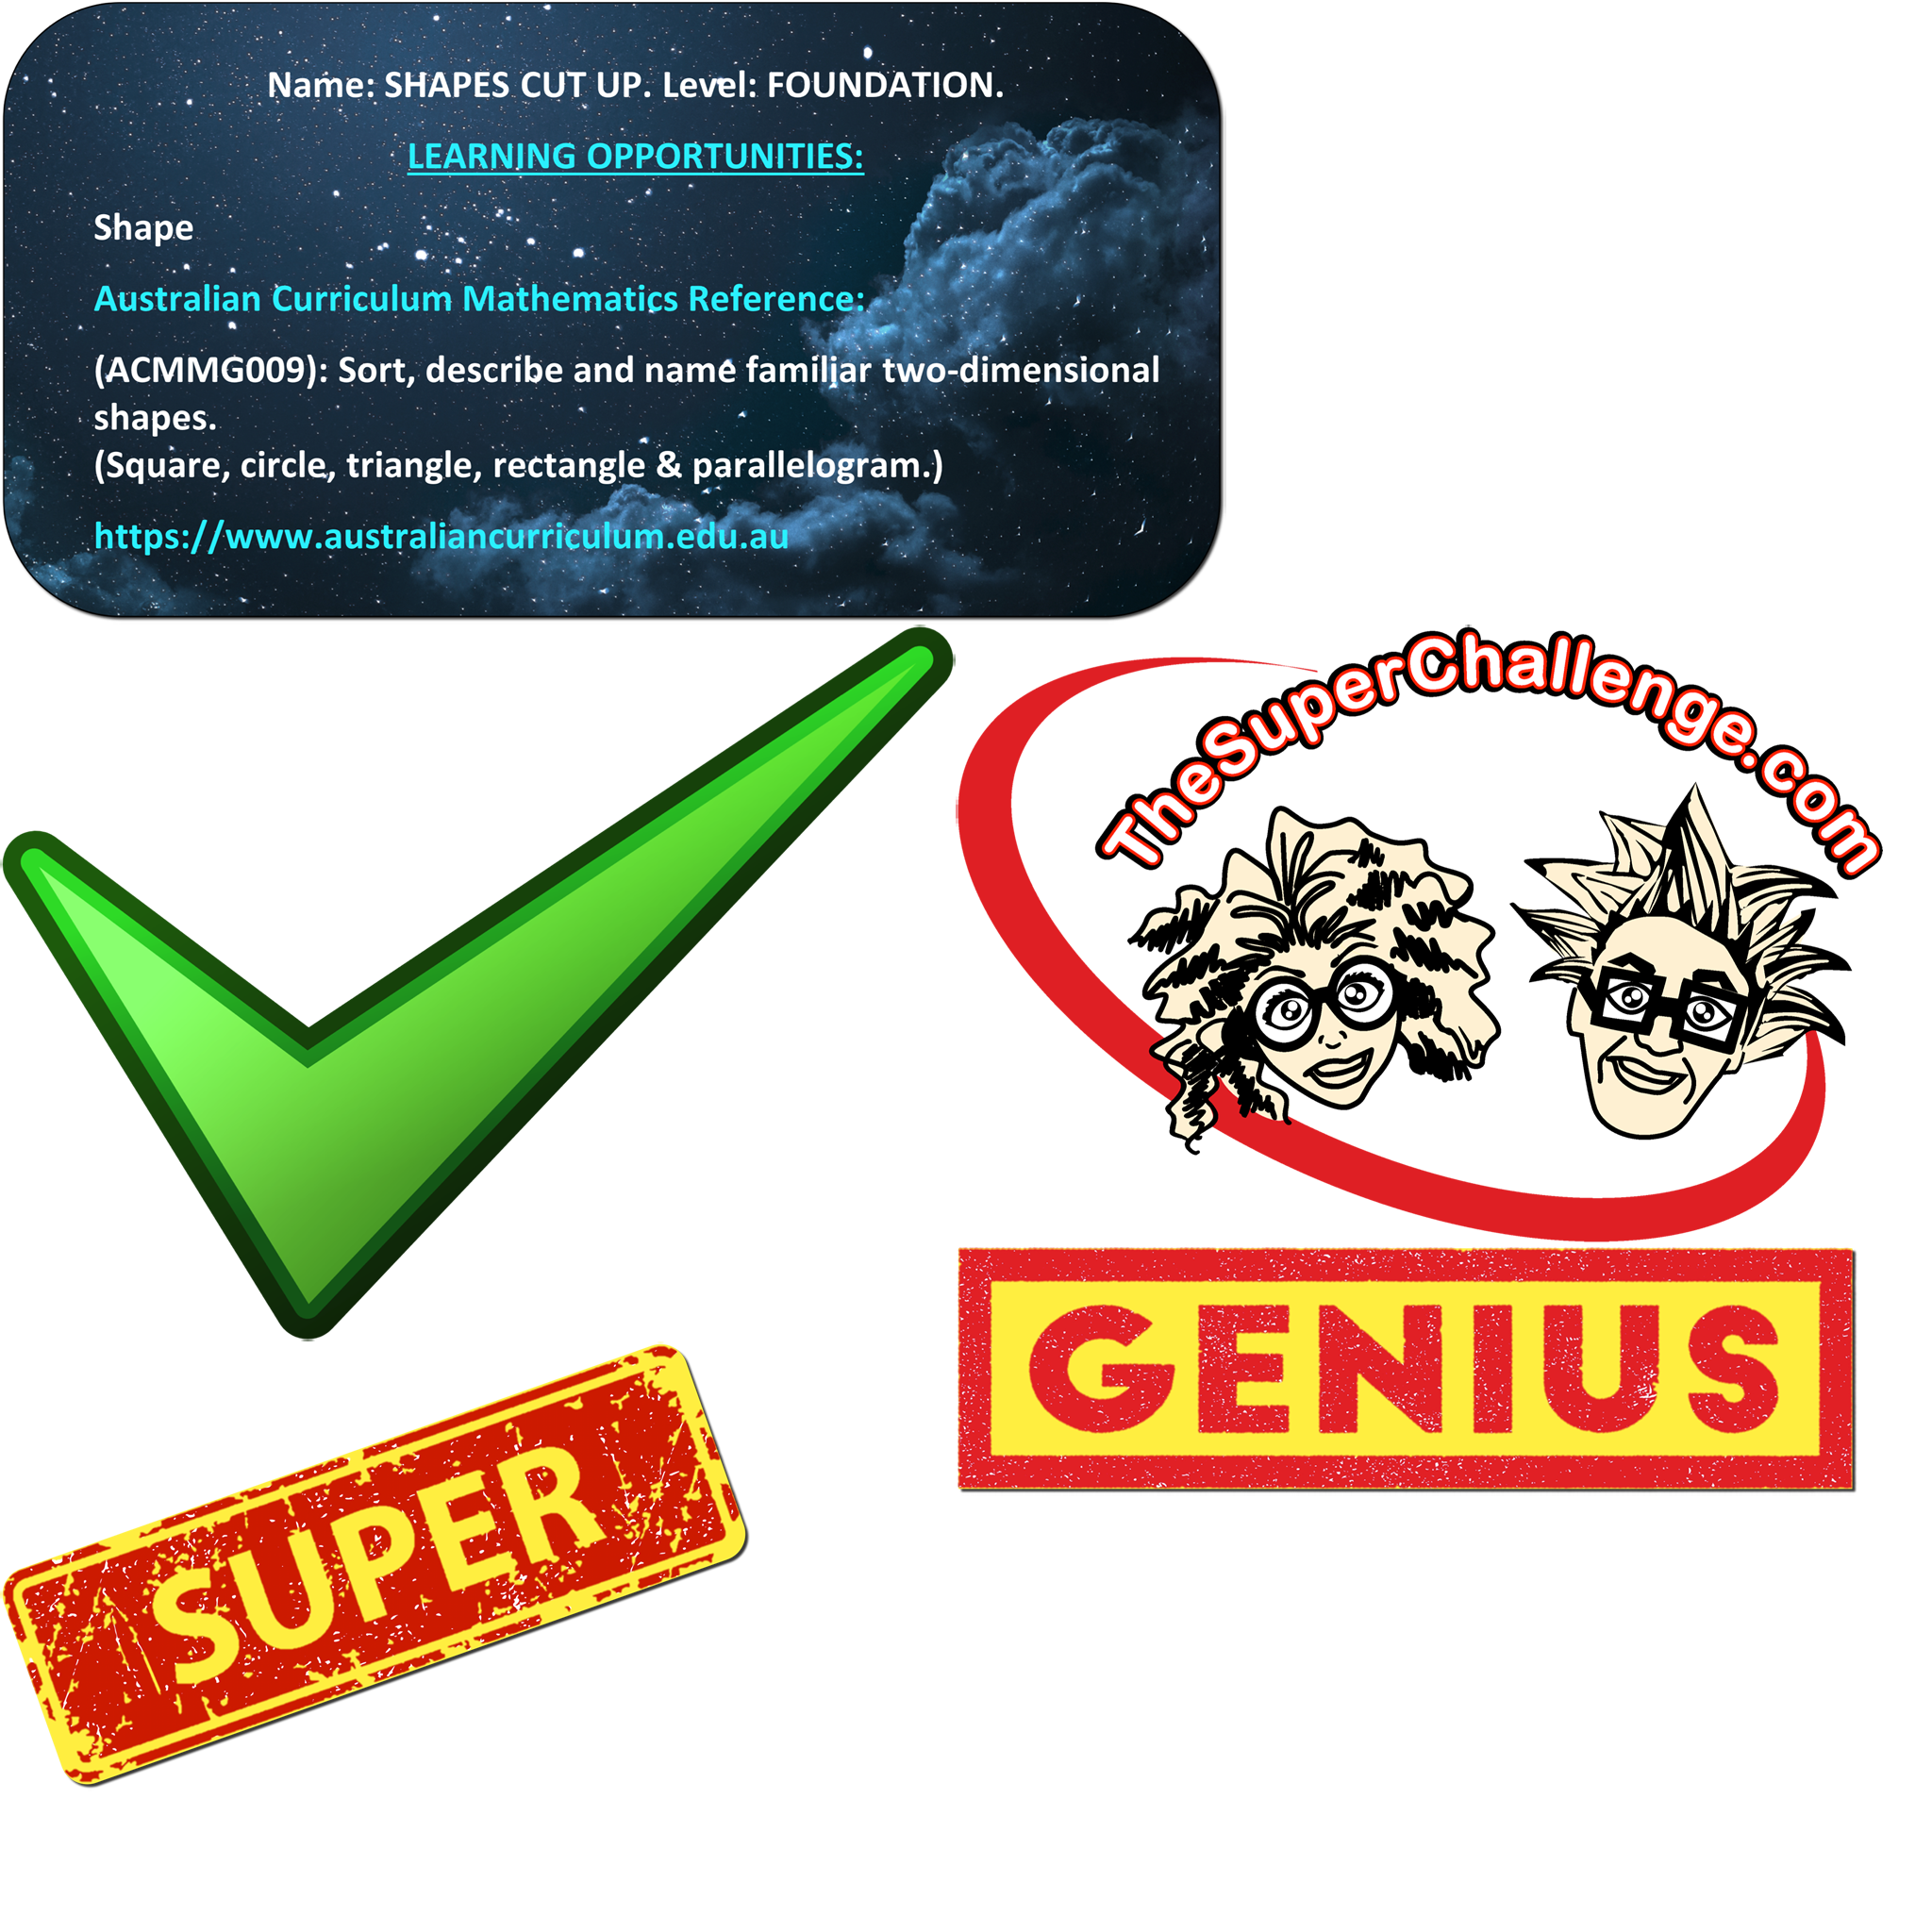 Name: SHAPES CUT UP. Level: FOUNDATION.
LEARNING OPPORTUNITIES:
Shape
Australian Curriculum Mathematics Reference:
(ACMMG009): Sort, describe and name familiar two-dimensional
shapes.
(Square, circle, triangle, rectangle & parallelogram.)
https://www.australiancurriculum.edu.au
TheSuperChallenge.com
GENIUS
SUPER